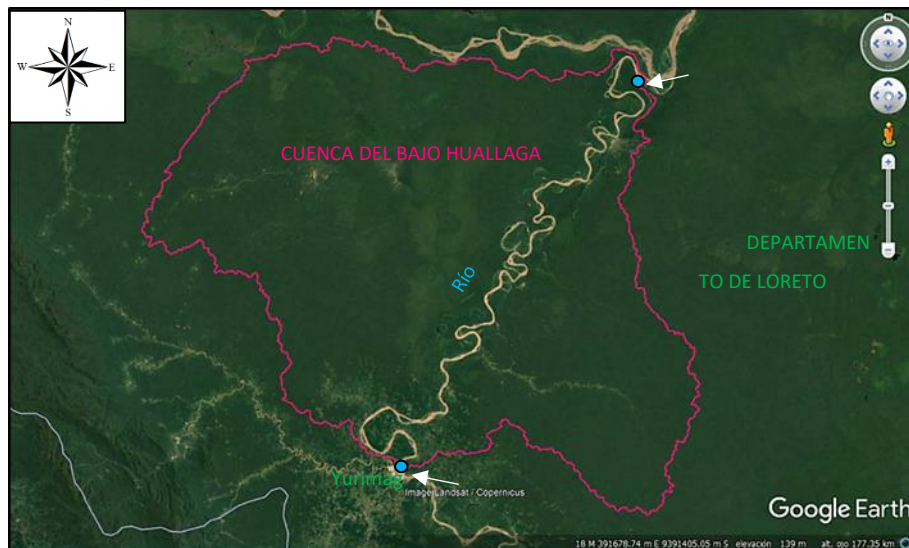 N
W E
S
N
CUENCA DEL BAJO HUALLAGA
DEPARTAMEN
TO DE LORETO
Río
Yurimag
Image Landsat / Copernicus
Google Earth
18 M 391678.74 m E 9391405.05 m S elevación 139 m alt. ojo 177.35 km